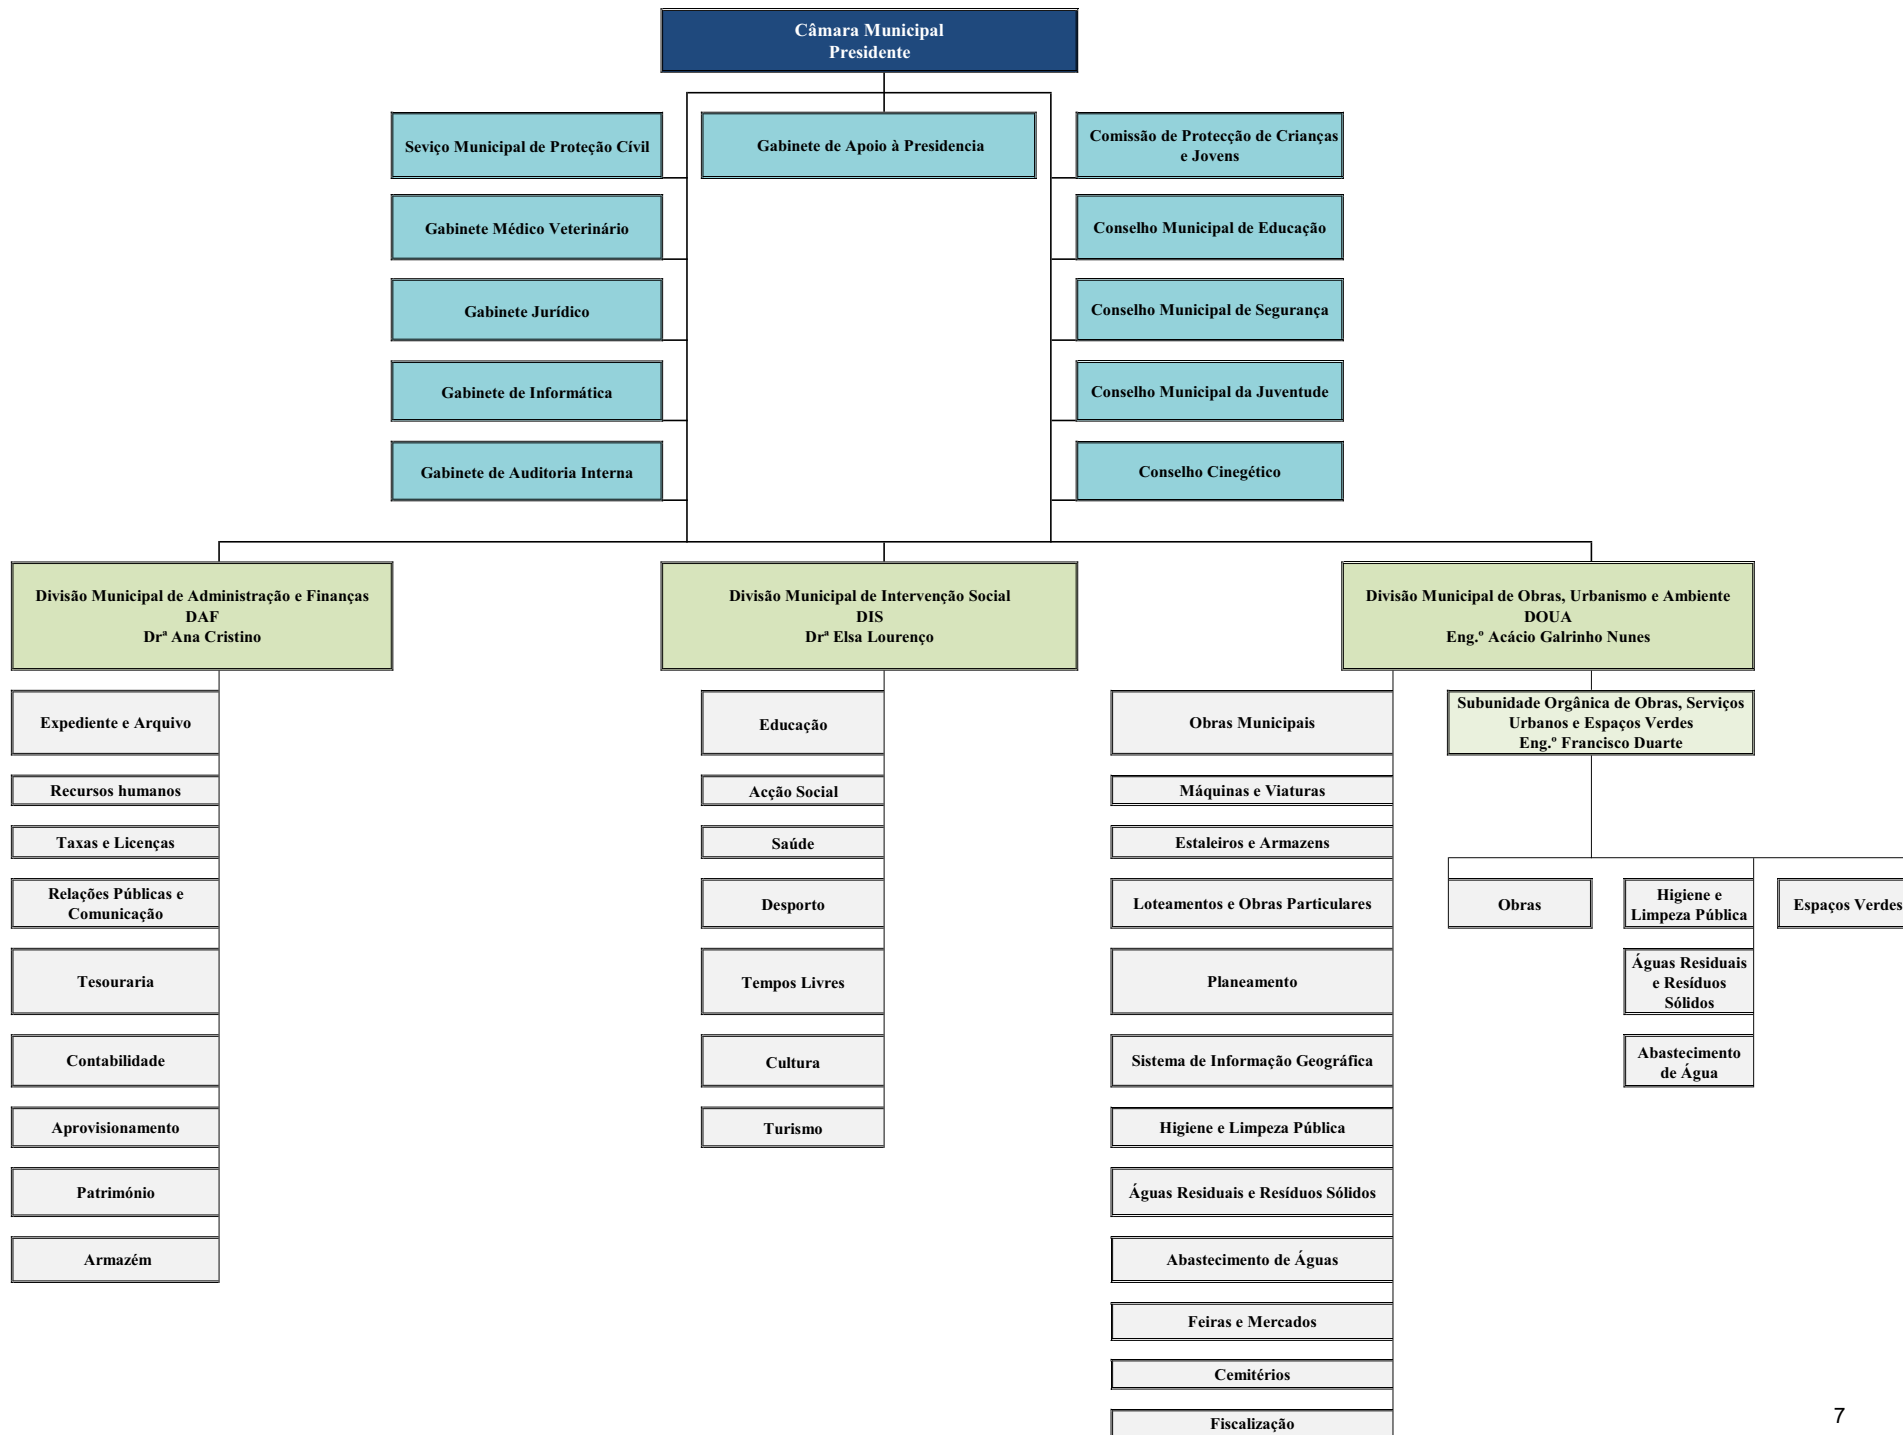 Câmara Municipal
Presidente
Seviço Municipal de Proteção Cívil
Gabinete de Apoio à Presidencia
Comissão de Protecção de Crianças
e Jovens
Gabinete Médico Veterinário
Conselho Municipal de Educação
Gabinete Jurídico
Conselho Municipal de Segurança
Gabinete de Informática
Conselho Municipal da Juventude
Gabinete de Auditoria Interna
Conselho Cinegético
Divisão Municipal de Administração e Finanças
DAF
Drª Ana Cristino
Divisão Municipal de Intervenção Social
DIS
Drª Elsa Lourenço
Divisão Municipal de Obras, Urbanismo e Ambiente
DOUA
Eng.º Acácio Galrinho Nunes
Expediente e Arquivo
Recursos humanos
Taxas e Licenças
Relações Públicas e
Comunicação
Tesouraria
Contabilidade
Aprovisionamento
Património
Armazém
Educação
Acção Social
Saúde
Desporto
Tempos Livres
Cultura
Turismo
Obras Municipais
Máquinas e Viaturas
Estaleiros e Armazens
Loteamentos e Obras Particulares
Planeamento
Sistema de Informação Geográfica
Higiene e Limpeza Pública
Águas Residuais e Resíduos Sólidos
Abastecimento de Águas
Feiras e Mercados
Cemitérios
Fiscalização
Subunidade Orgânica de Obras, Serviços
Urbanos e Espaços Verdes
Eng.º Francisco Duarte
Obras
Higiene e
Limpeza Pública
Águas Residuais
e Resíduos
Sólidos
Abastecimento
de Água
Espaços Verdes
7